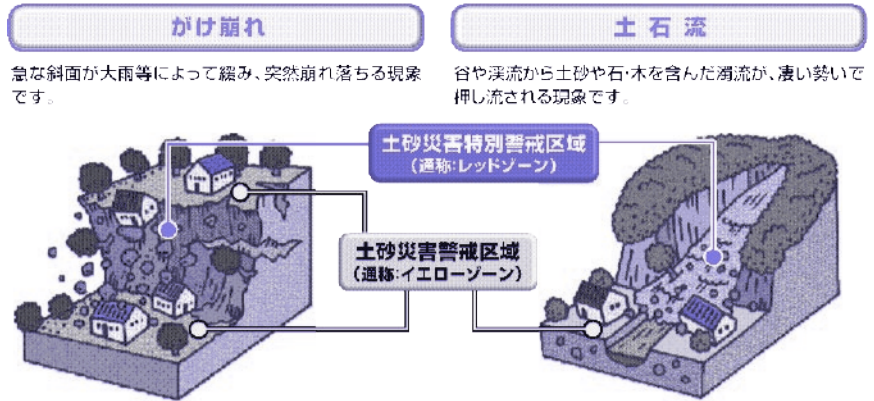 がけ崩れ
急な斜面が大雨等によって緩み、突然崩れ落ちる現象
です。
土石流
谷や渓流から土砂や石・木を含んだ濁流が、凄い勢いで
押し流される現象です。
土砂災害特別警戒区域
(通称:レッドゾーン)
土砂災害警戒区域
(通称:イエローゾーン)